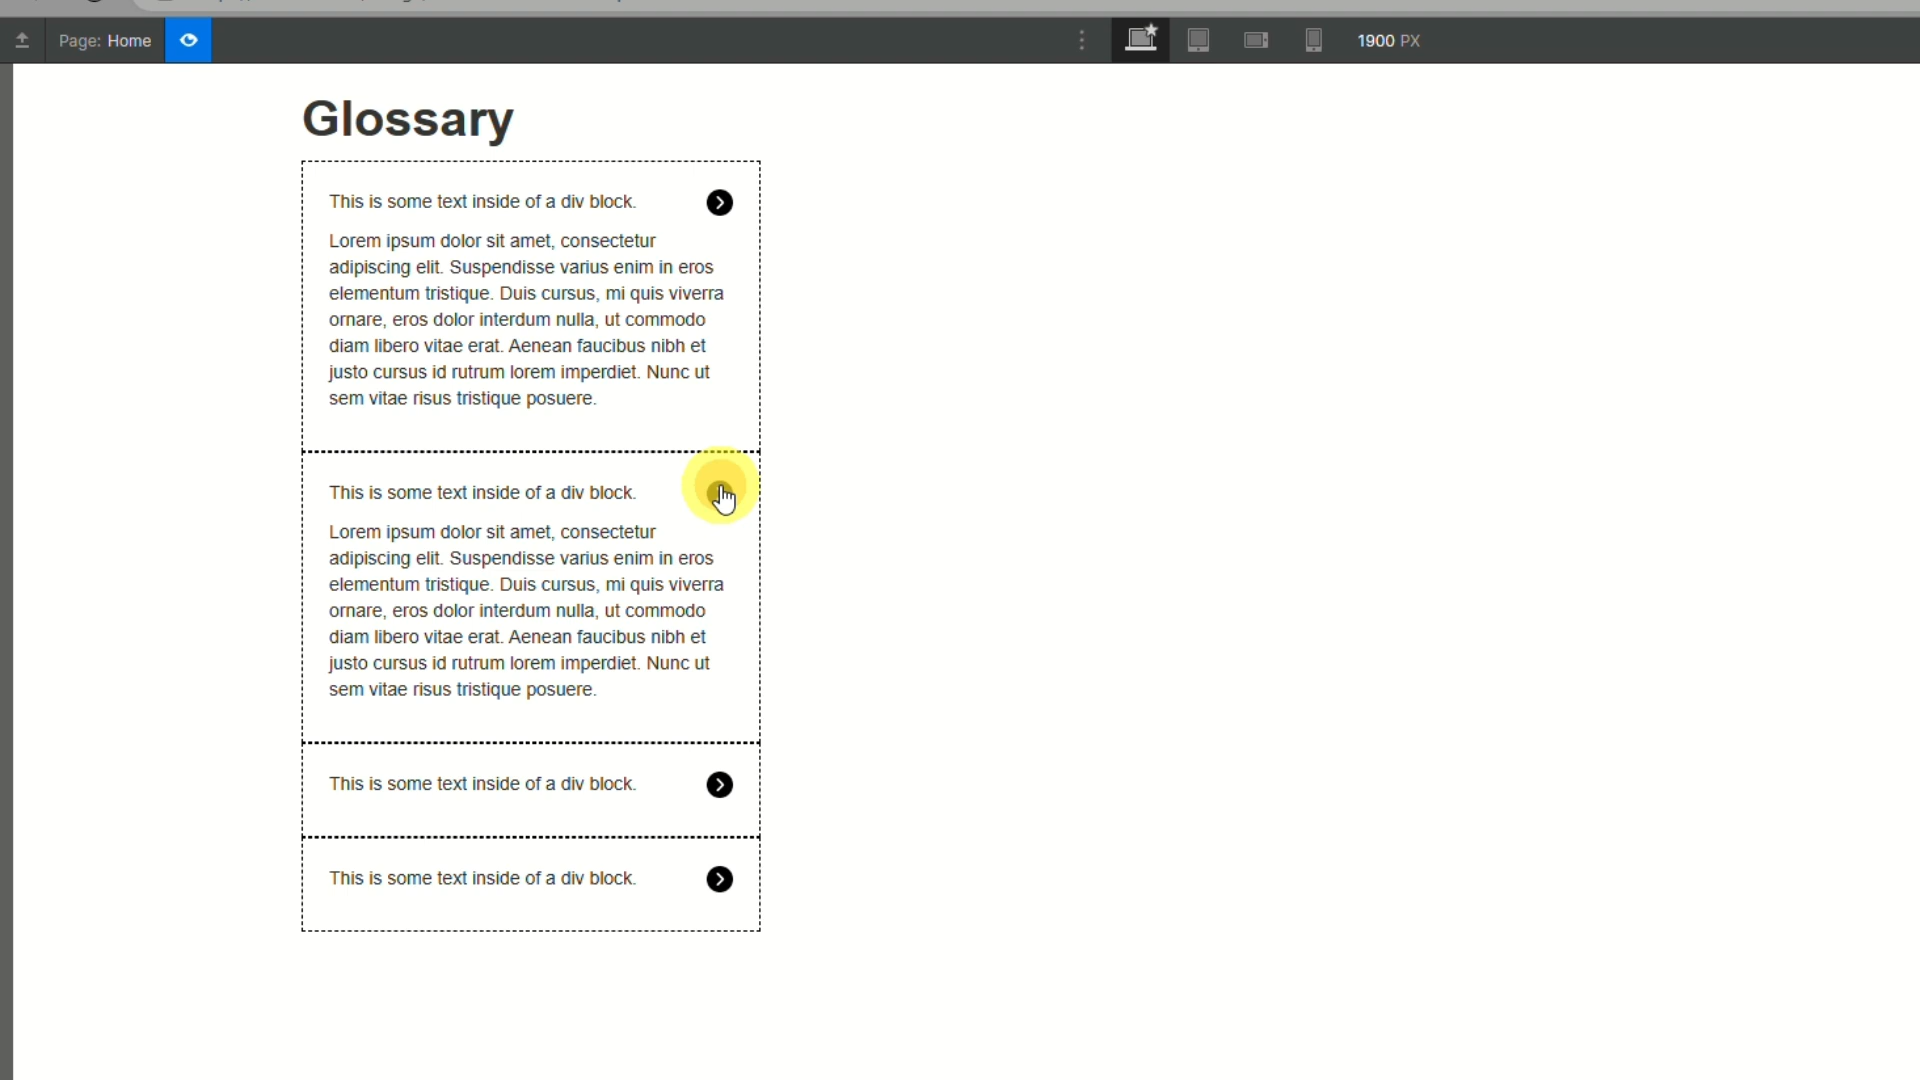 Page: Home
1900 PX
Glossary
This is some text inside of a div block.
Lorem ipsum dolor sit amet, consectetur
adipiscing elit. Suspendisse varius enim in eros
elementum tristique. Duis cursus, mi quis viverra
ornare, eros dolor interdum nulla, ut commodo
diam libero vitae erat. Aenean faucibus nibh et
justo cursus id rutrum lorem imperdiet. Nunc ut
sem vitae risus tristique posuere.
This is some text inside of a div block.
Lorem ipsum dolor sit amet, consectetur
adipiscing elit. Suspendisse varius enim in eros
elementum tristique. Duis cursus, mi quis viverra
ornare, eros dolor interdum nulla, ut commodo
diam libero vitae erat. Aenean faucibus nibh et
justo cursus id rutrum lorem imperdiet. Nunc ut
sem vitae risus tristique posuere.
This is some text inside of a div block.
This is some text inside of a div block.